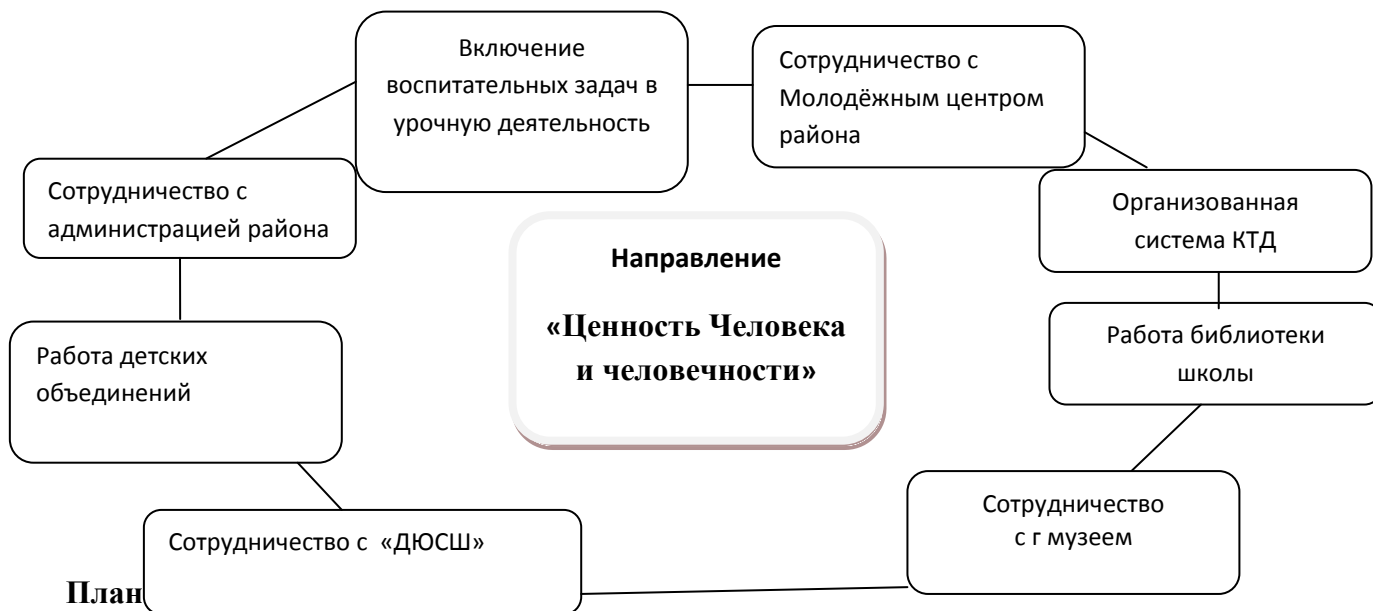 Включение
воспитательных задач в
урочную деятельность
Сотрудничество с
Молодёжным центром
района
Сотрудничество с
администрацией района
Организованная
система КТД
Направление
«Ценность Человека
и человечности»
Работа детских
объединений
Работа библиотеки
школы
Сотрудничество
с г музеем
Сотрудничество с «ДЮСШ»
План